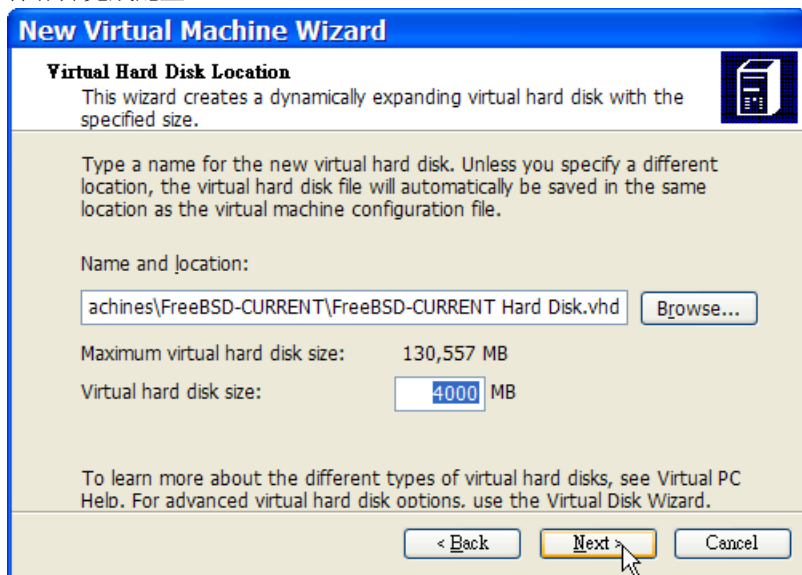 New Virtual Machine Wizard
Virtual Hard Disk Location
This wizard creates a dynamically expanding virtual hard disk with the
specified size.
Type a name for the new virtual hard disk. Unless you specify a different
location, the virtual hard disk file will automatically be saved in the same
location as the virtual machine configuration file.
Name and location:
achines\FreeBSD-CURRENT\FreeBSD-CURRENT Hard Disk.vhd Browse...
Maximum virtual hard disk size: 130,557 MB
Virtual hard disk size: 4000 MB
To learn more about the different types of virtual hard disks, see Virtual PC
Help. For advanced virtual hard disk options, use the Virtual Disk Wizard.
< Back Next > Cancel